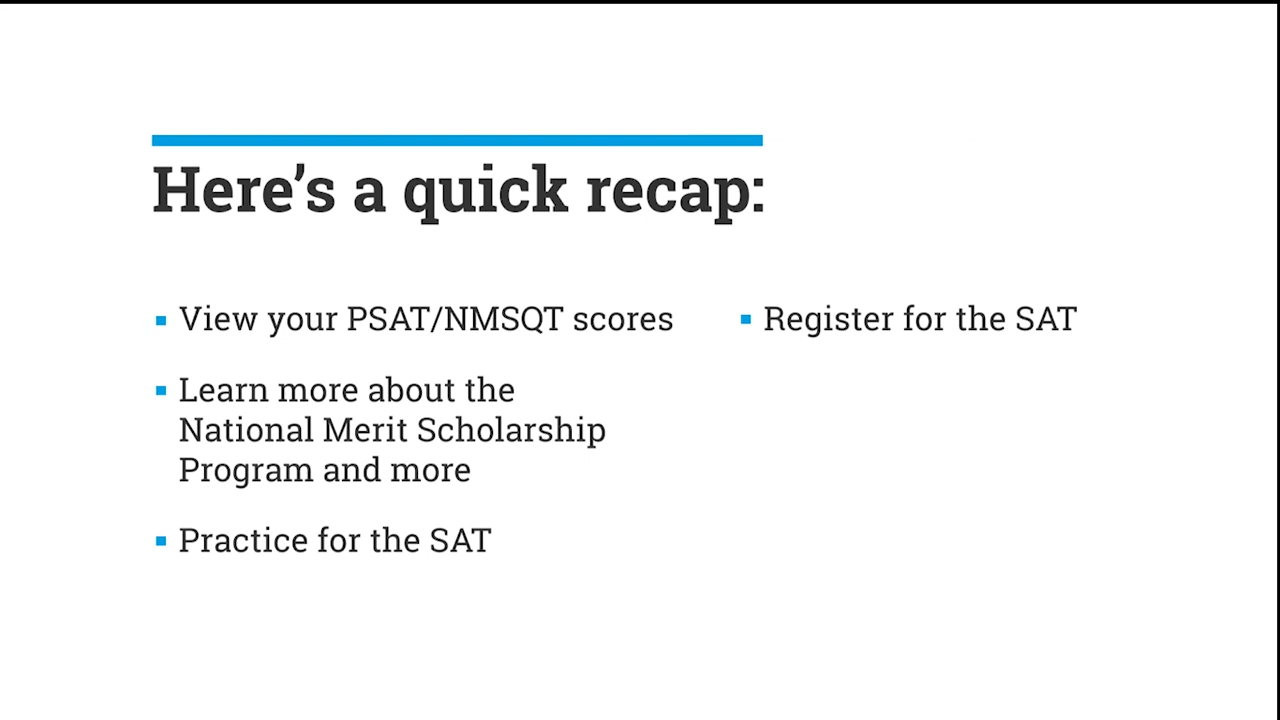 Here’s a quick recap:
View your PSAT/NMSQT scores
Learn more about the
National Merit Scholarship
Program and more
Practice for the SAT
Register for the SAT